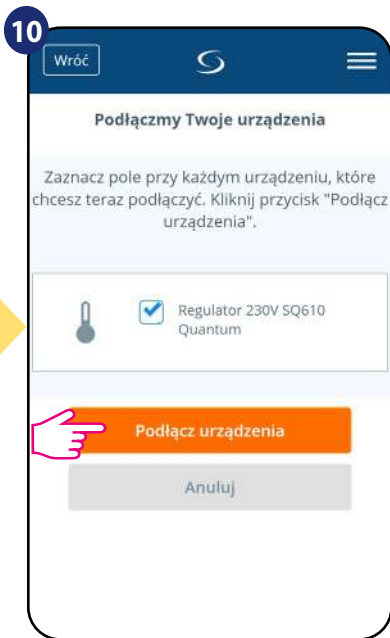 10
Wróć
Podłączmy Twoje urządzenia
Zaznacz pole przy każdym urządzeniu, które
chcesz teraz podłączyć. Kliknij przycisk "Podłącz
urządzenia".
Regulator 230V SQ610
Quantum
Podłącz urządzenia
Anuluj